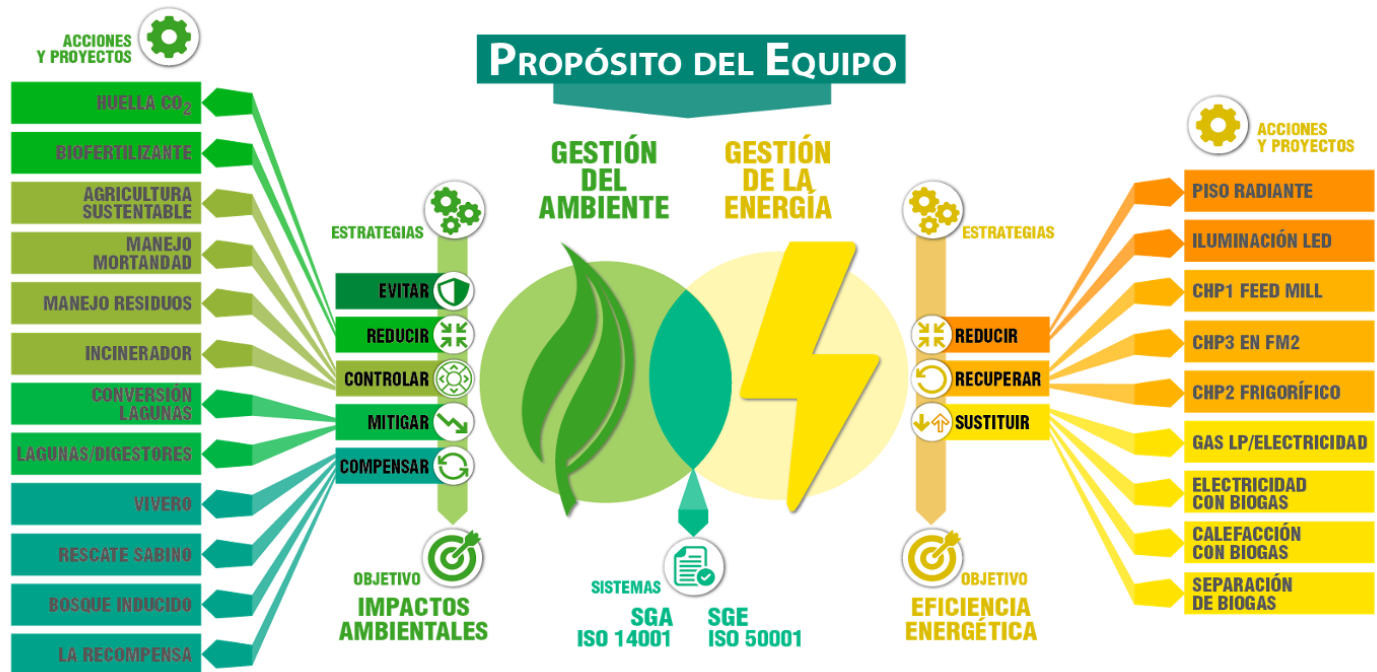 PROPÓSITO DEL EQUIPO
ACCIONES
Y PROYECTOS
HUELLA CO₂
BIOFERTILIZANTE
AGRICULTURA
SUSTENTABLE
MANEJO
MORTANDAD
MANEJO RESIDUOS
INCINERADOR
CONVERSIÓN
LAGUNAS
LAGUNAS/DIGESTORES
VIVERO
RESCATE SABINO
BOSQUE INDUCIDO
LA RECOMPENSA
ESTRATEGIAS
EVITAR
REDUCIR
CONTROLAR
MITIGAR
COMPENSAR
OBJETIVO
IMPACTOS
AMBIENTALES
GESTIÓN
DEL
AMBIENTE
GESTIÓN
DE LA
ENERGÍA
SISTEMAS
SGA
ISO 14001
SGE
ISO 50001
ESTRATEGIAS
REDUCIR
RECUPERAR
SUSTITUIR
OBJETIVO
EFICIENCIA
ENERGÉTICA
ACCIONES
Y PROYECTOS
PISO RADIANTE
ILUMINACIÓN LED
CHP1 FEED MILL
CHP3 EN FM2
CHP2 FRIGORÍFICO
GAS LP/ELECTRICIDAD
ELECTRICIDAD
CON BIOGAS
CALEFACCIÓN
CON BIOGAS
SEPARACIÓN
DE BIOGAS